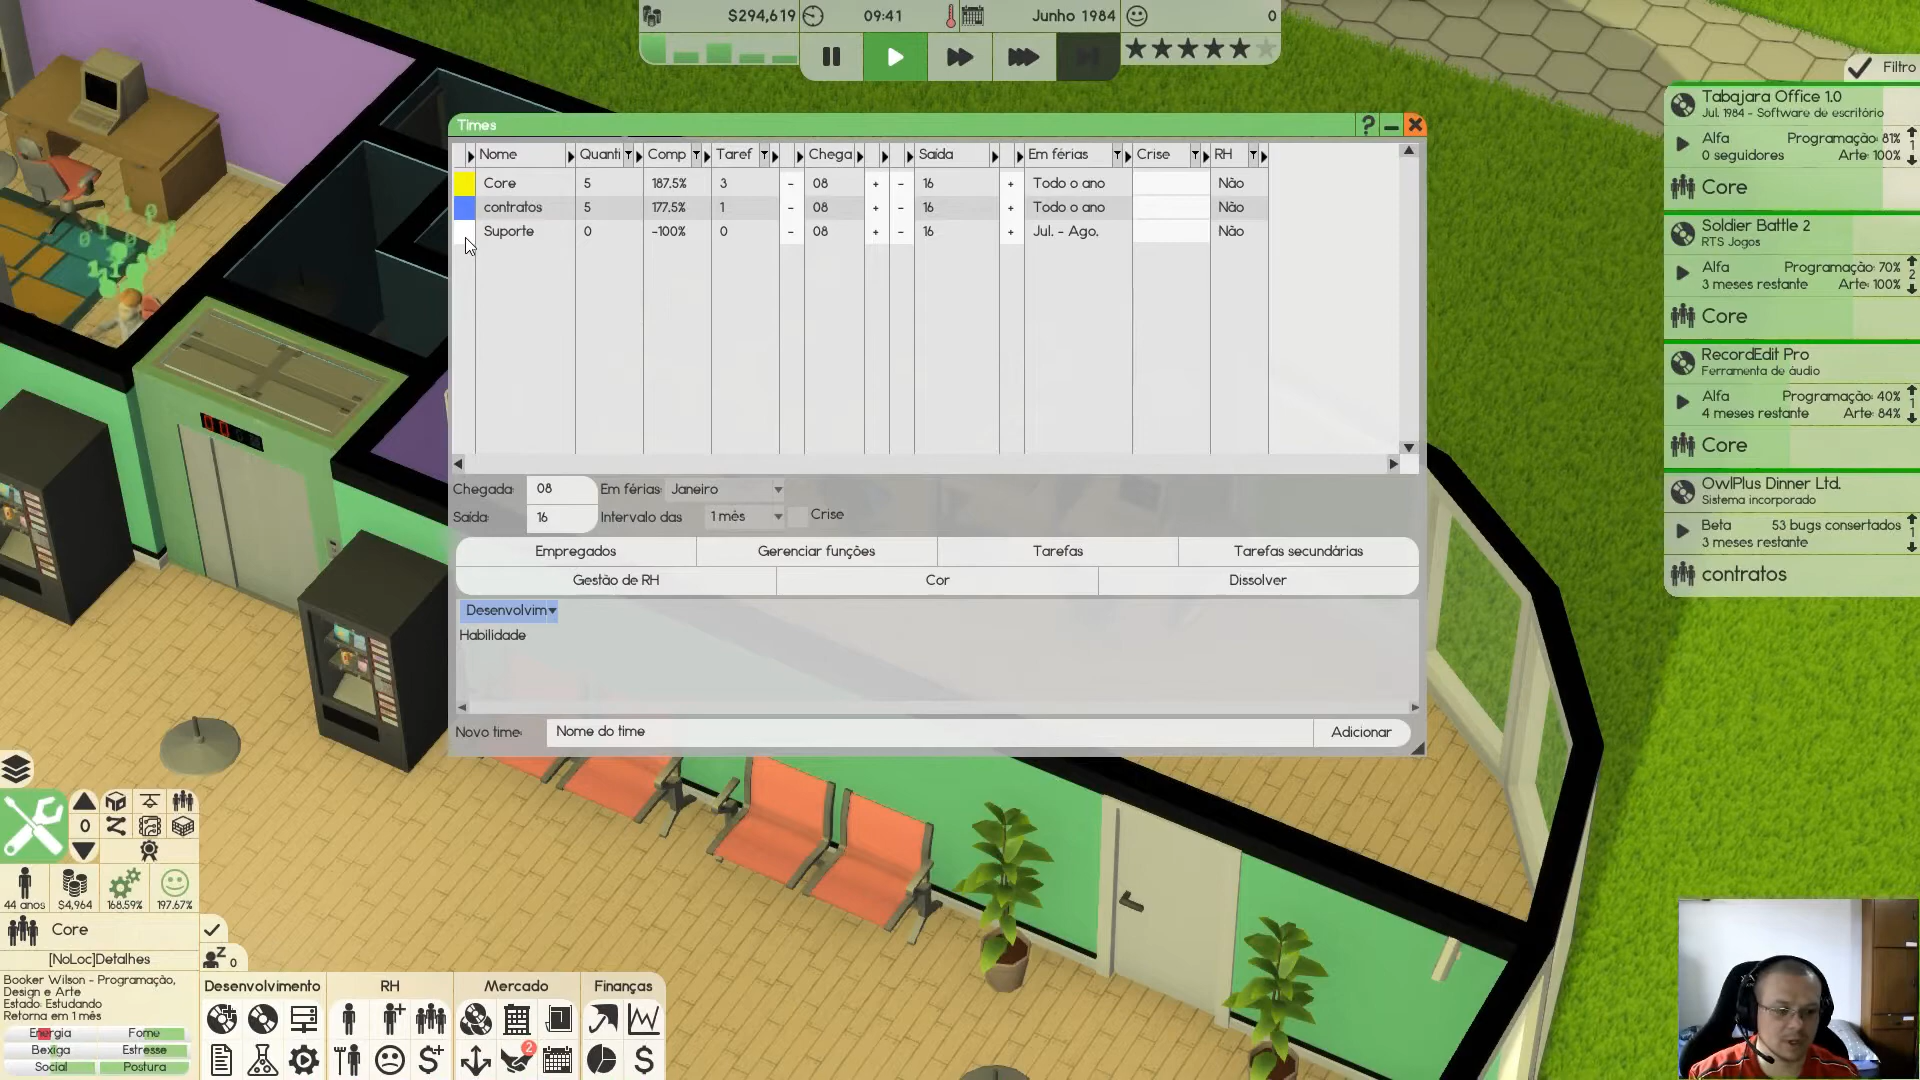 $294,619 09:41 Junho 1984 0
Filtro
Times
Nome Quanti Comp Taref Chega Saída Em férias Crise RH
Core 5 187.5% 3 - 08 + - 16 + Todo o ano Não
contratos 5 177.5% 1 - 08 + - 16 + Todo o ano Não
Suporte 0 -100% 0 - 08 + - 16 + Jul. - Ago. Não
Chegada: 08 Em férias: Janeiro
Saída: 16 Intervalo das 1 mês Crise
Empregados Gerenciar funções Tarefas Tarefas secundárias
Gestão de RH Cor Dissolver
Desenvolvim
Habilidade
Novo time: Nome do time Adicionar
Tabajara Office 1.0
Jul. 1984 - Software de escritório
Alfa Programação: 81%
0 seguidores Arte: 100%
1
Core
Soldier Battle 2
RTS Jogos
Alfa Programação: 70%
3 meses restante Arte: 100%
2
Core
RecordEdit Pro
Ferramenta de áudio
Alfa Programação: 40%
4 meses restante Arte: 84%
1
Core
OwlPlus Dinner Ltd.
Sistema incorporado
Beta 53 bugs consertados
3 meses restante
1
contratos
0
44 anos $4,964 168.59% 197.67%
Core
[NoLoc]Detalhes
Z 0
Booker Wilson - Programação,
Design e Arte
Estado: Estudando
Retorna em 1 mês
Energia Fome
Bexiga Estresse
Social Postura
Desenvolvimento RH Mercado Finanças
2